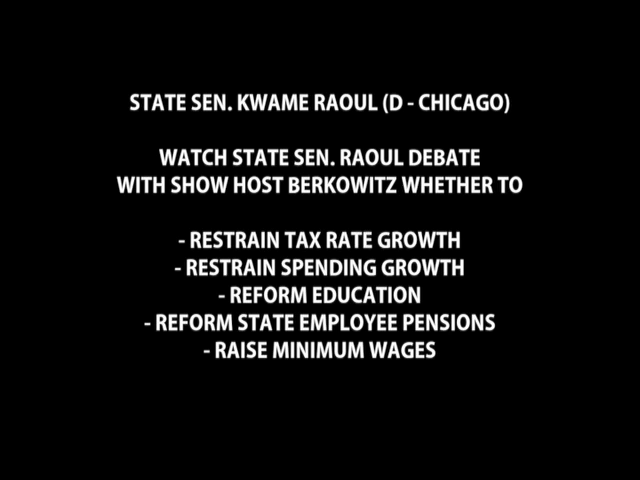 STATE SEN. KWAME RAOUL (D - CHICAGO)
WATCH STATE SEN. RAOUL DEBATE
WITH SHOW HOST BERKOWITZ WHETHER TO
- RESTRAIN TAX RATE GROWTH
- RESTRAIN SPENDING GROWTH
- REFORM EDUCATION
- REFORM STATE EMPLOYEE PENSIONS
- RAISE MINIMUM WAGES